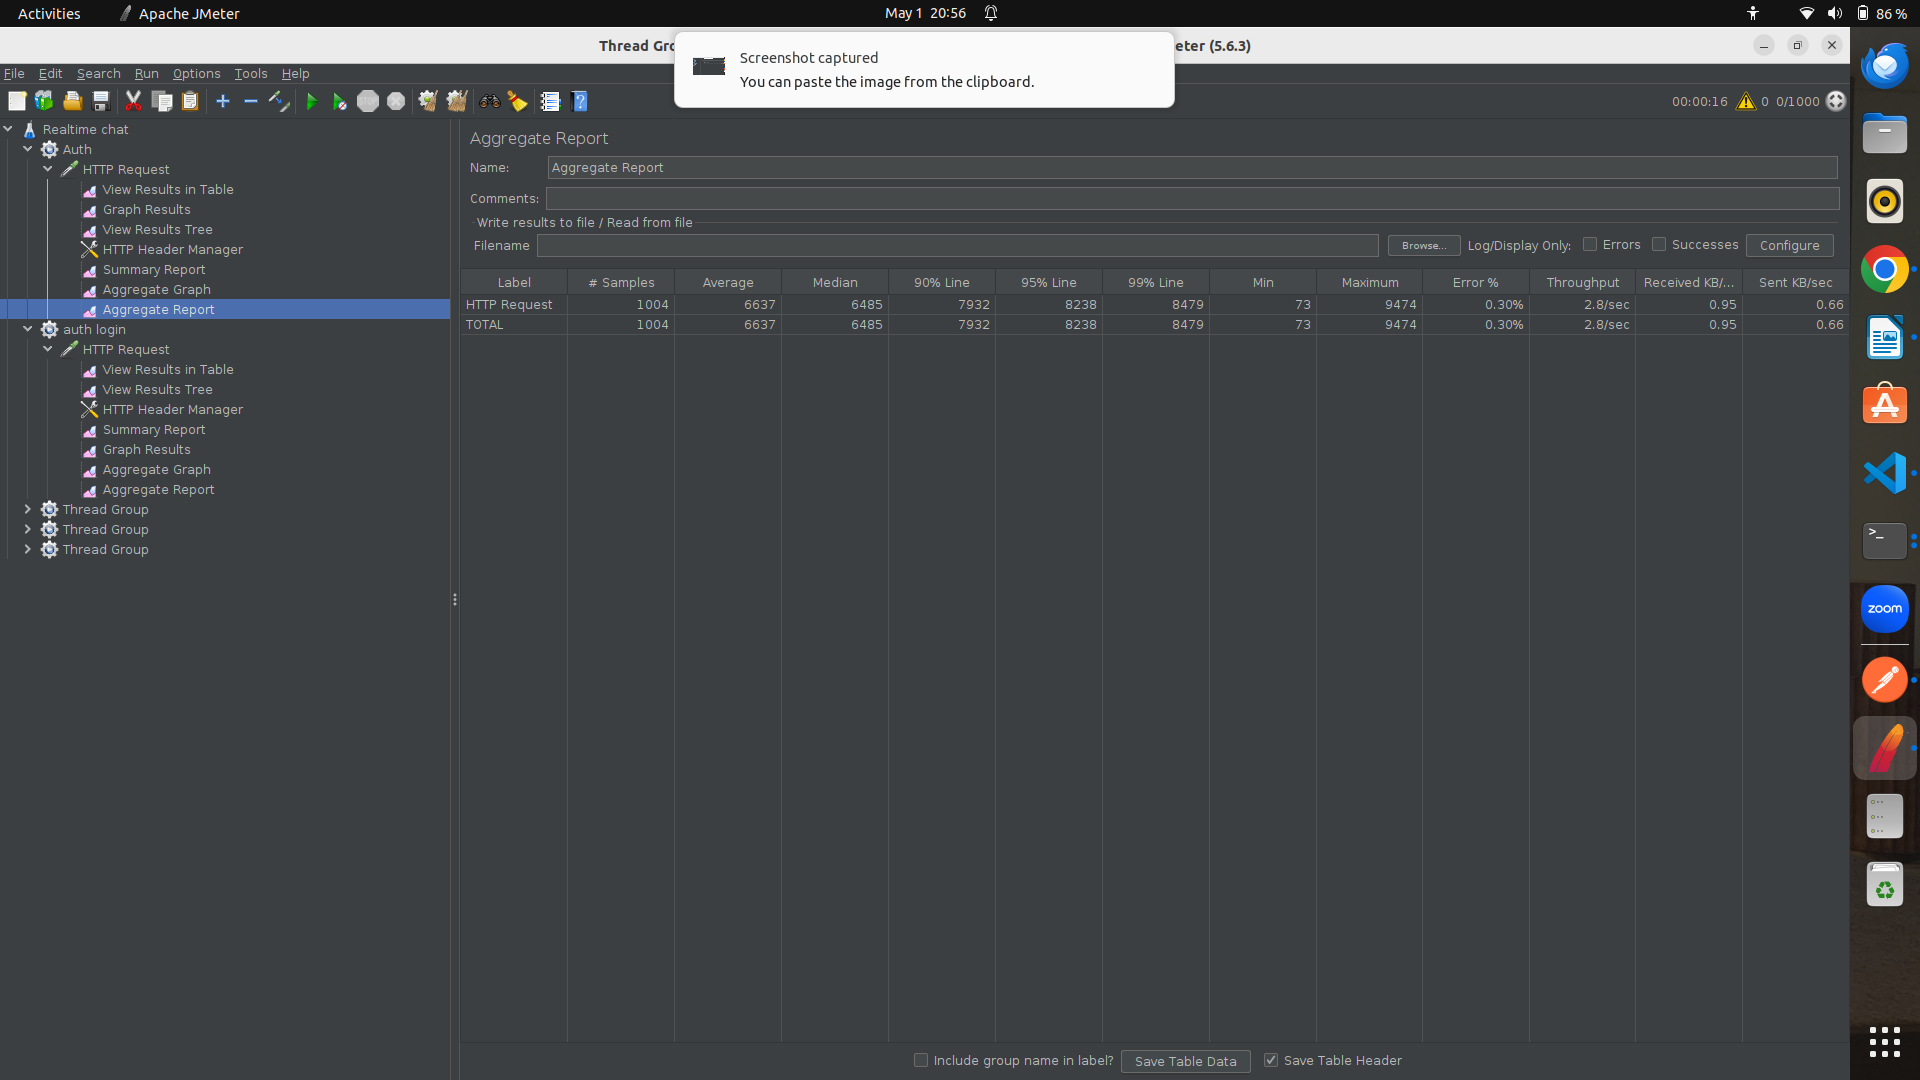 Activities Apache JMeter May 1 20:56 86 %
Thread Gro eter (5.6.3)
Screenshot captured
You can paste the image from the clipboard.
File Edit Search Run Options Tools Help
00:00:16 0 0/1000
Realtime chat
Auth
HTTP Request
View Results in Table
Graph Results
View Results Tree
HTTP Header Manager
Summary Report
Aggregate Graph
Aggregate Report
auth login
HTTP Request
View Results in Table
View Results Tree
HTTP Header Manager
Summary Report
Graph Results
Aggregate Graph
Aggregate Report
Thread Group
Thread Group
Thread Group
Aggregate Report
Name: Aggregate Report
Comments:
Write results to file / Read from file
Filename Browse... Log/Display Only: Errors Successes Configure
Label # Samples Average Median 90% Line 95% Line 99% Line Min Maximum Error % Throughput Received KB/... Sent KB/sec
HTTP Request 1004 6637 6485 7932 8238 8479 73 9474 0.30% 2.8/sec 0.95 0.66
TOTAL 1004 6637 6485 7932 8238 8479 73 9474 0.30% 2.8/sec 0.95 0.66
Include group name in label? Save Table Data Save Table Header
zoom